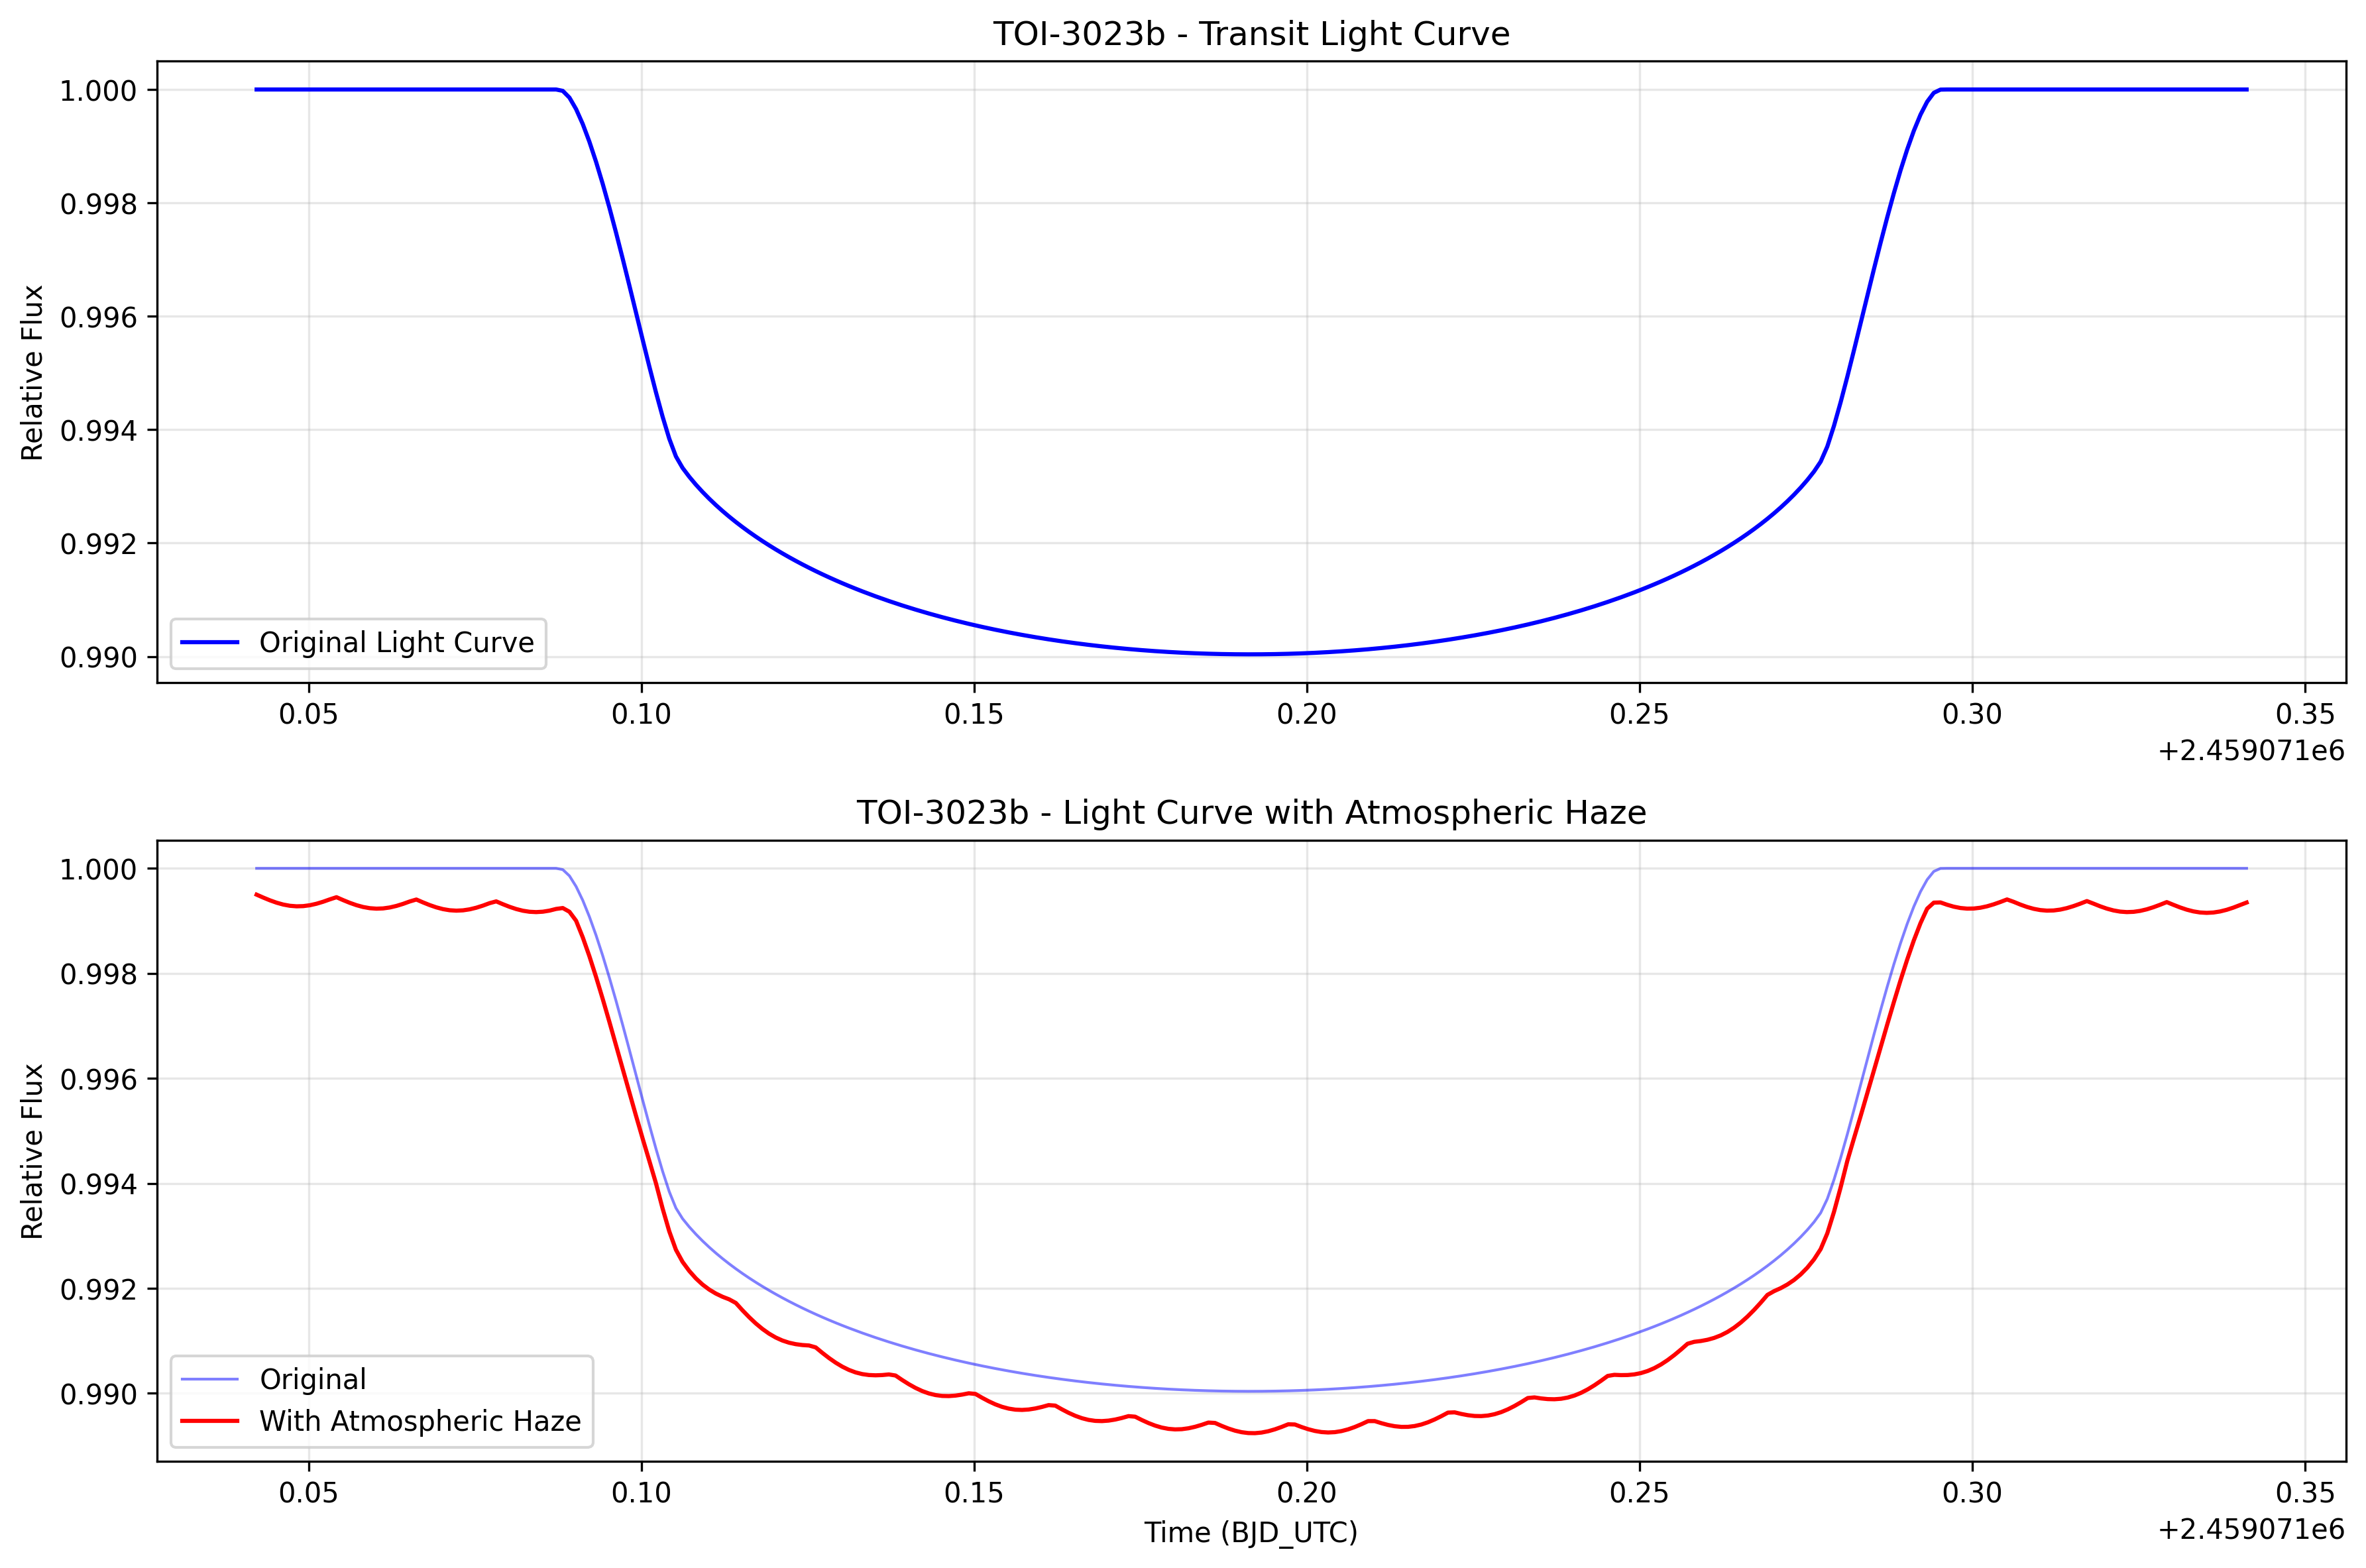 TOI-3023b - Transit Light Curve
1.000
0.998
0.996
0.994
0.992
0.990
Relative Flux
Original Light Curve
0.05 0.10 0.15 0.20 0.25 0.30 0.35
+2.459071e6
TOI-3023b - Light Curve with Atmospheric Haze
1.000
0.998
0.996
0.994
0.992
0.990
Relative Flux
Original
With Atmospheric Haze
0.05 0.10 0.15 0.20 0.25 0.30 0.35
Time (BJD_UTC)
+2.459071e6